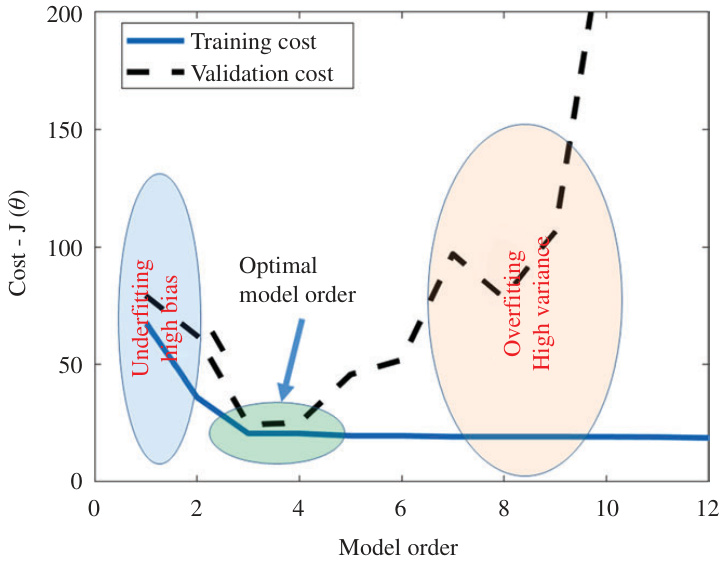 200
150
100
50
0
0
2
4
6
8
10
12
Cost - J (θ)
Model order
Training cost
Validation cost
Underfitting
high bias
Optimal
model order
Overfitting
High variance